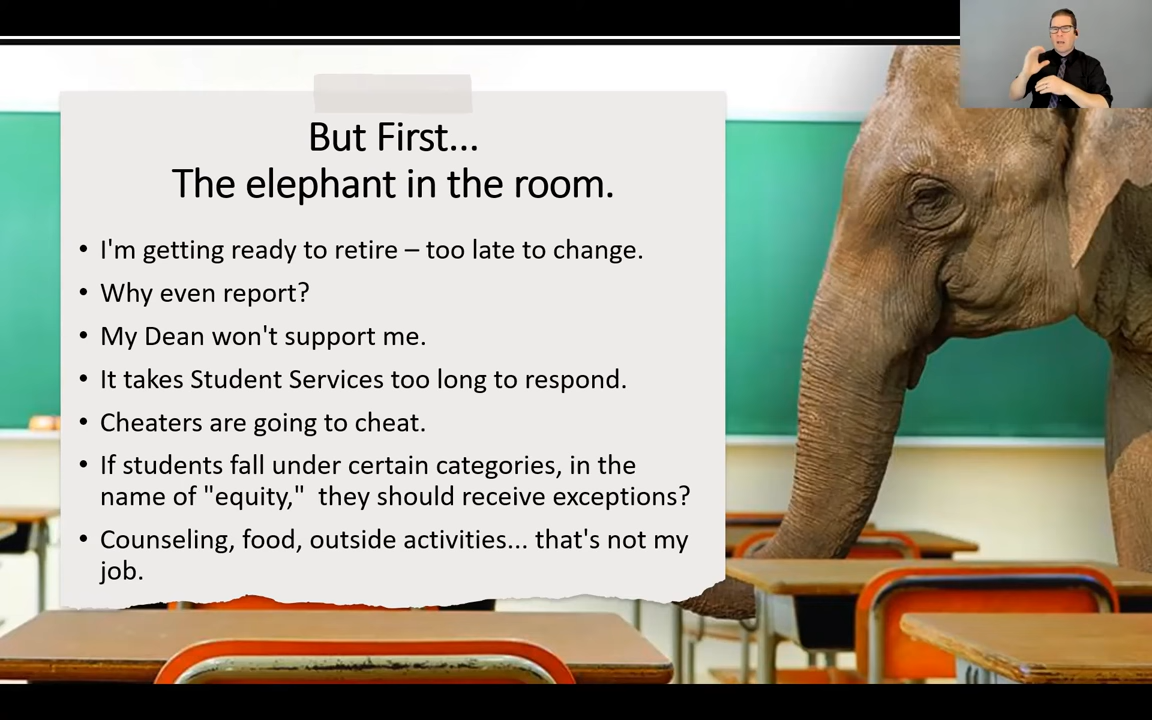 But First...
The elephant in the room.
• I'm getting ready to retire – too late to change.
• Why even report?
• My Dean won't support me.
• It takes Student Services too long to respond.
• Cheaters are going to cheat.
• If students fall under certain categories, in the
name of "equity,"  they should receive exceptions?
• Counseling, food, outside activities... that's not my
job.